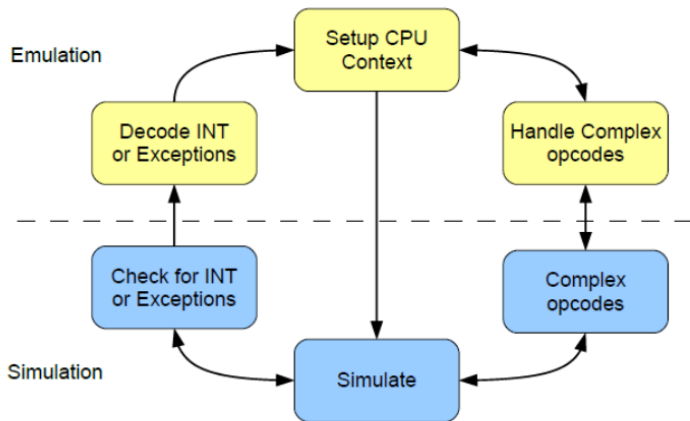 Emulation
Setup CPU
Context
Decode INT
or Exceptions
Handle Complex
opcodes
Check for INT
or Exceptions
Complex
opcodes
Simulation
Simulate